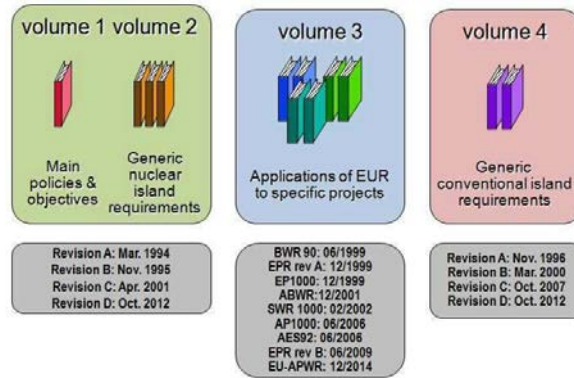 volume 1 volume 2
Main
policies &
objectives
Generic
nuclear
island
requirements
Revision A: Mar. 1994
Revision B: Nov. 1995
Revision C: Apr. 2001
Revision D: Oct. 2012
volume 3
Applications of EUR
to specific projects
BWR 90: 06/1999
EPR rev A: 12/1999
EP1000: 12/1999
ABWR:12/2001
SWR 1000: 02/2002
AP1000: 06/2006
AES92: 06/2006
EPR rev B: 06/2009
EU-APWR: 12/2014
volume 4
Generic
conventional island
requirements
Revision A: Nov. 1996
Revision B: Mar. 2000
Revision C: Oct. 2007
Revision D: Oct. 2012